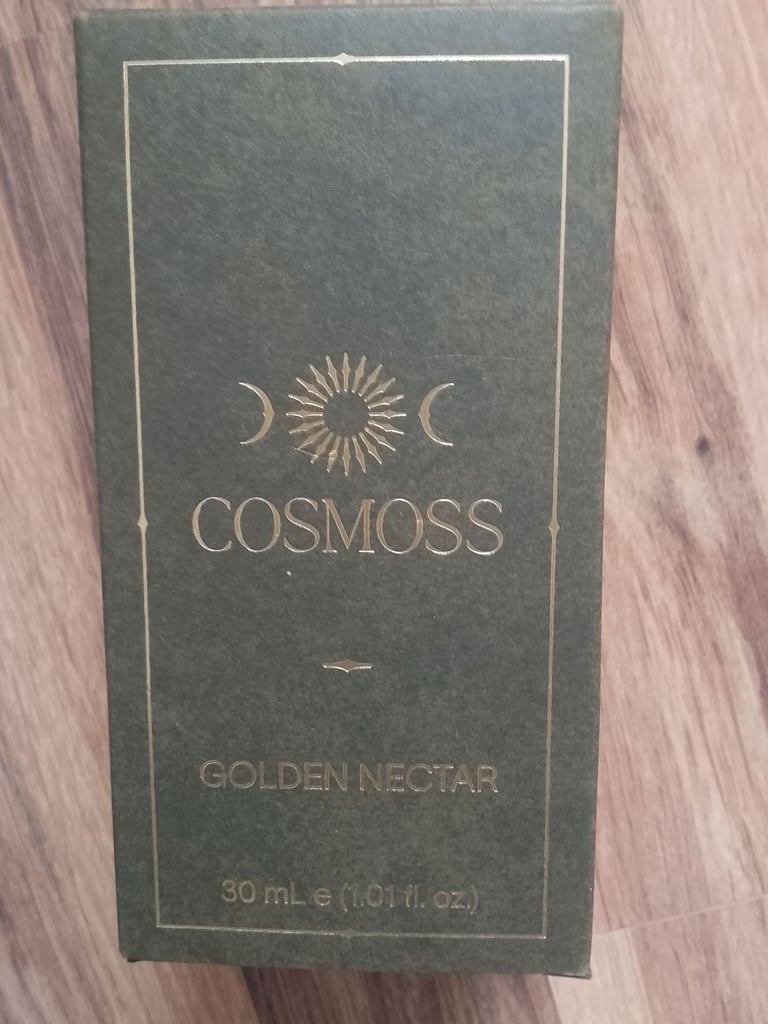 COSMOSS
GOLDEN NECTAR
30 mL e (1.01 fl. oz.)